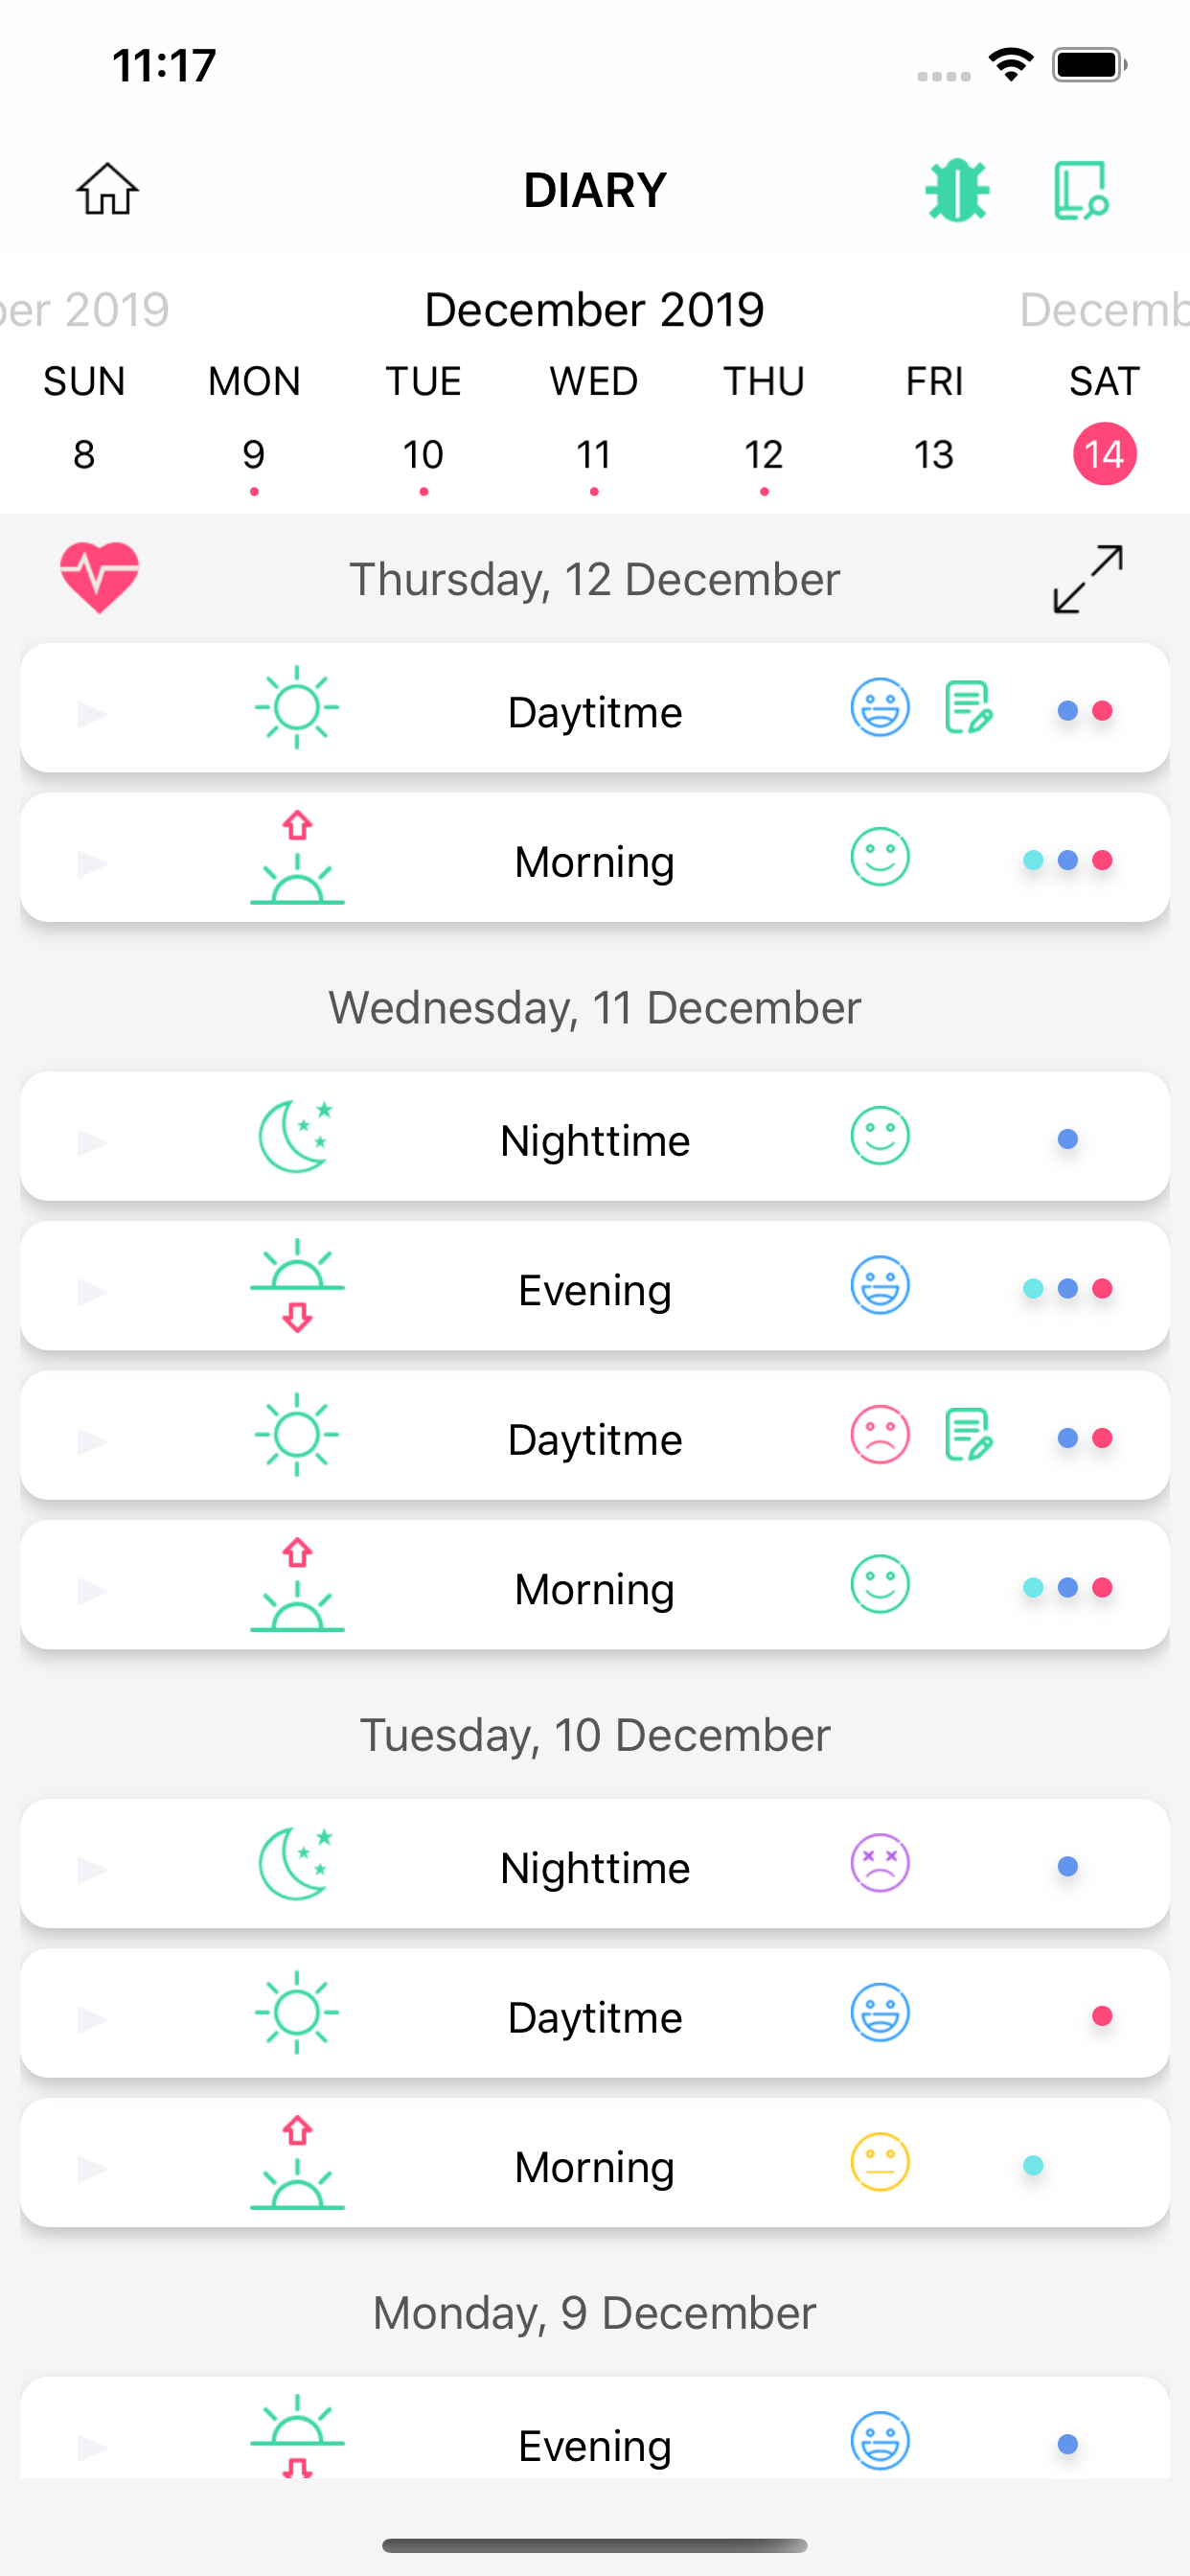 11:17
DIARY
ber 2019 December 2019 Decemb
SUN MON TUE WED THU FRI SAT
8 9 10 11 12 13 14
Thursday, 12 December
Daytitme
Morning
Wednesday, 11 December
Nighttime
Evening
Daytitme
Morning
Tuesday, 10 December
Nighttime
Daytitme
Morning
Monday, 9 December
Evening